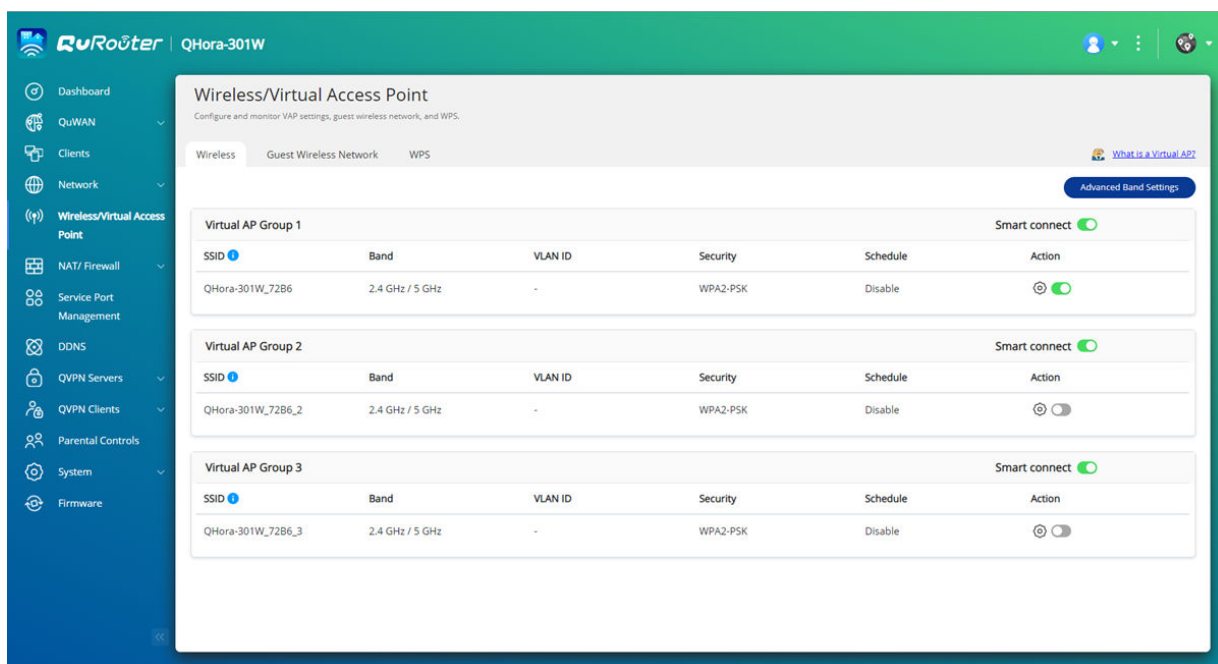 QuRouter | QHora-301W
Dashboard
QuWAN
Clients
Network
Wireless/Virtual Access
Point
NAT/ Firewall
Service Port
Management
DDNS
QVPN Servers
QVPN Clients
Parental Controls
System
Firmware
Wireless/Virtual Access Point
Configure and monitor VAP settings, guest wireless network, and WPS.
Wireless Guest Wireless Network WPS What is a Virtual AP?
Advanced Band Settings
Virtual AP Group 1 Smart connect
SSID Band VLAN ID Security Schedule Action
QHora-301W_72B6 2.4 GHz / 5 GHz - WPA2-PSK Disable
Virtual AP Group 2 Smart connect
SSID Band VLAN ID Security Schedule Action
QHora-301W_72B6_2 2.4 GHz / 5 GHz - WPA2-PSK Disable
Virtual AP Group 3 Smart connect
SSID Band VLAN ID Security Schedule Action
QHora-301W_72B6_3 2.4 GHz / 5 GHz - WPA2-PSK Disable